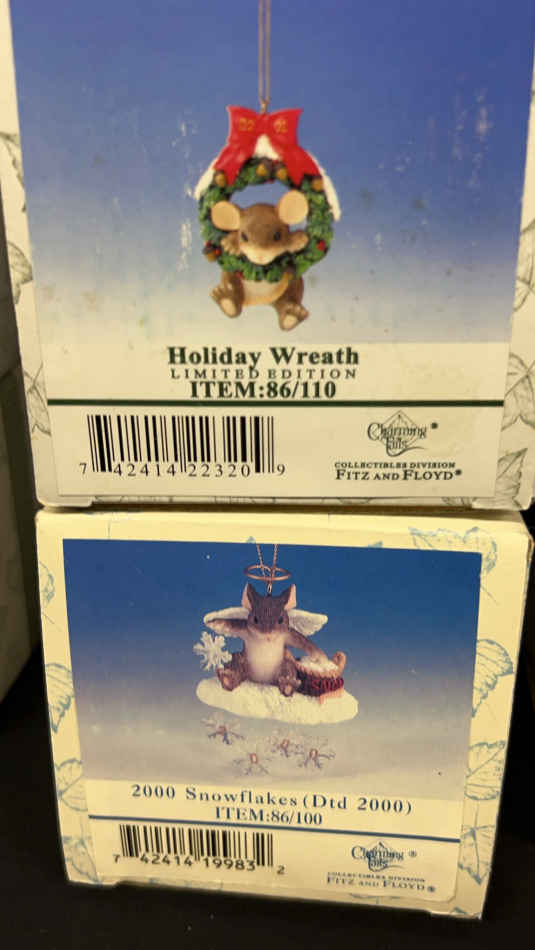 Holiday Wreath
LIMITED EDITION
ITEM:86/110
7 42414 22320 9
Charming Tails ®
COLLECTIBLES DIVISION
FITZ AND FLOYD®
2000 Snowflakes (Dtd 2000)
ITEM:86/100
7 42414 19983 2
Charming Tails ®
COLLECTIBLES DIVISION
FITZ AND FLOYD®